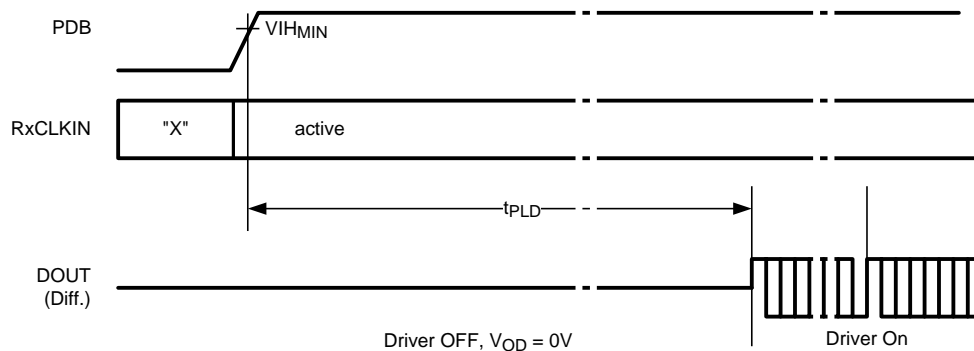 PDB
VIHMIN
RxCLKIN
"X"
active
tPLD
DOUT
(Diff.)
Driver OFF, VOD = 0V
Driver On